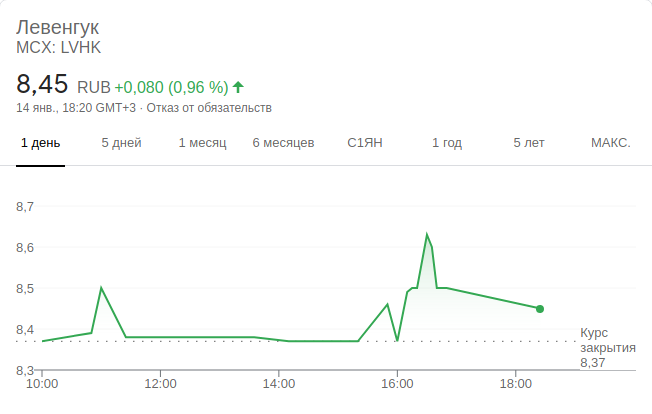 Левенгук
MCX: LVHK
8,45 RUB +0,080 (0,96 %)
14 янв., 18:20 GMT+3 · Отказ от обязательств
1 день 5 дней 1 месяц 6 месяцев С1ЯН 1 год 5 лет МАКС.
8,7
8,6
8,5
8,4
8,3
Курс
закрытия
8,37
10:00 12:00 14:00 16:00 18:00